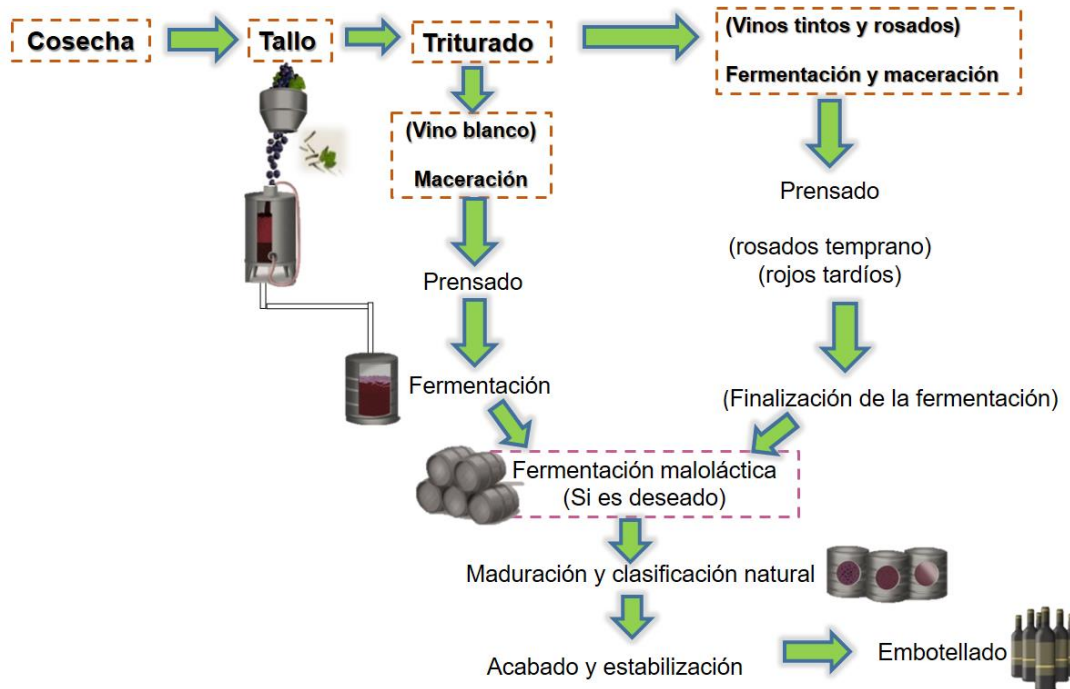 Cosecha
Tallo
Triturado
(Vinos tintos y rosados)
Fermentación y maceración
(Vino blanco)
Maceración
Prensado
(rosados temprano)
(rojos tardíos)
Prensado
Fermentación
(Finalización de la fermentación)
Fermentación maloláctica
(Si es deseado)
Maduración y clasificación natural
Acabado y estabilización
Embotellado